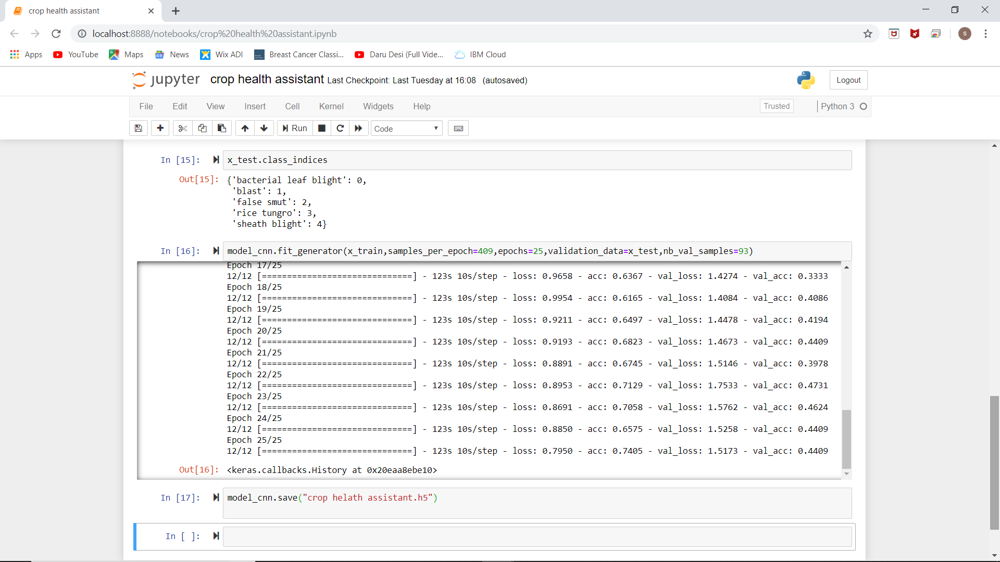 crop health assistant
localhost:8888/notebooks/crop%20health%20assistant.ipynb
S
Apps YouTube Maps News Wix ADI Breast Cancer Classi... Daru Desi (Full Vide... IBM Cloud
jupyter crop health assistant Last Checkpoint: Last Tuesday at 16:08 (autosaved) Logout
File Edit View Insert Cell Kernel Widgets Help Trusted Python 3
Run Code
In [15]: x_test.class_indices
Out[15]: {'bacterial leaf blight': 0,
'blast': 1,
'false smut': 2,
'rice tungro': 3,
'sheath blight': 4}
In [16]: model_cnn.fit_generator(x_train,samples_per_epoch=409,epochs=25,validation_data=x_test,nb_val_samples=93)
Epoch 17/25
12/12 [==============================] - 123s 10s/step - loss: 0.9658 - acc: 0.6367 - val_loss: 1.4274 - val_acc: 0.3333
Epoch 18/25
12/12 [==============================] - 123s 10s/step - loss: 0.9954 - acc: 0.6165 - val_loss: 1.4084 - val_acc: 0.4086
Epoch 19/25
12/12 [==============================] - 123s 10s/step - loss: 0.9211 - acc: 0.6497 - val_loss: 1.4478 - val_acc: 0.4194
Epoch 20/25
12/12 [==============================] - 123s 10s/step - loss: 0.9193 - acc: 0.6823 - val_loss: 1.4673 - val_acc: 0.4409
Epoch 21/25
12/12 [==============================] - 123s 10s/step - loss: 0.8891 - acc: 0.6745 - val_loss: 1.5146 - val_acc: 0.3978
Epoch 22/25
12/12 [==============================] - 123s 10s/step - loss: 0.8953 - acc: 0.7129 - val_loss: 1.7533 - val_acc: 0.4731
Epoch 23/25
12/12 [==============================] - 123s 10s/step - loss: 0.8691 - acc: 0.7058 - val_loss: 1.5762 - val_acc: 0.4624
Epoch 24/25
12/12 [==============================] - 123s 10s/step - loss: 0.8850 - acc: 0.6575 - val_loss: 1.5258 - val_acc: 0.4409
Epoch 25/25
12/12 [==============================] - 123s 10s/step - loss: 0.7950 - acc: 0.7405 - val_loss: 1.5173 - val_acc: 0.4409
Out[16]: <keras.callbacks.History at 0x20eaa8ebe10>
In [17]: model_cnn.save("crop helath assistant.h5")
In [ ]: